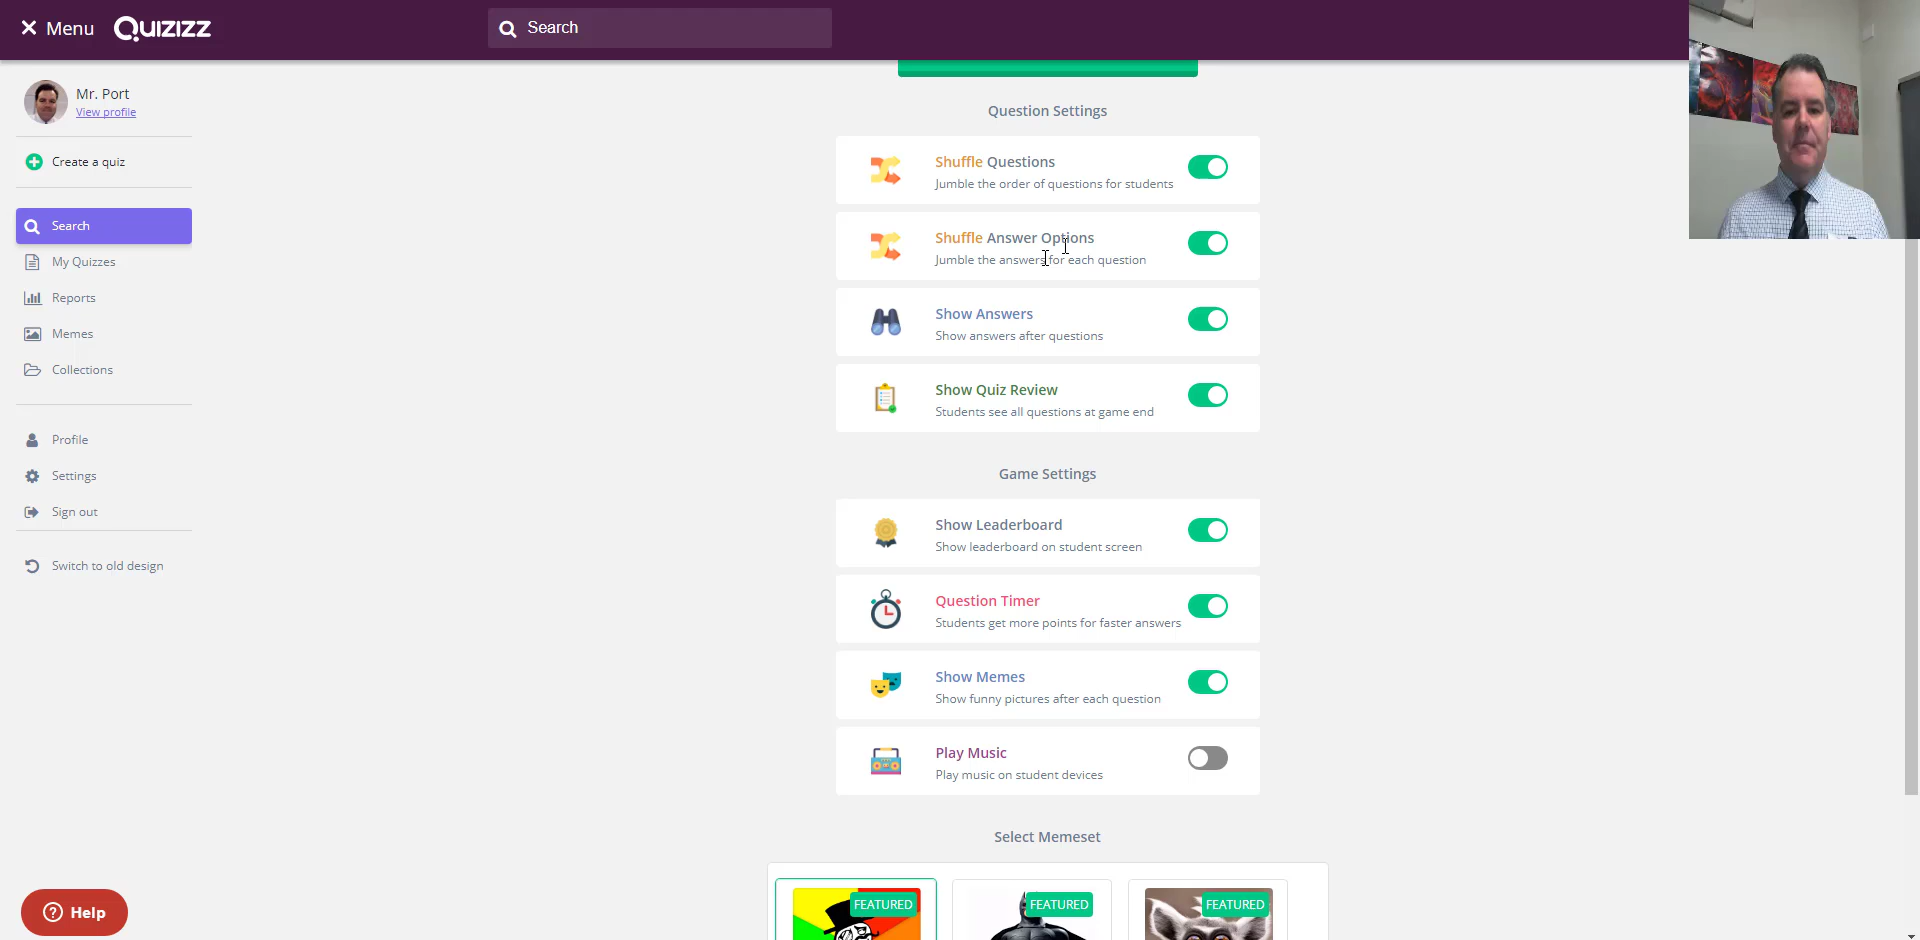 Menu
Quizizz
Search
Mr. Port
View profile
Create a quiz
Search
My Quizzes
Reports
Memes
Collections
Profile
Settings
Sign out
Switch to old design
Help
Question Settings
Shuffle Questions
Jumble the order of questions for students
Shuffle Answer Options
Jumble the answers for each question
Show Answers
Show answers after questions
Show Quiz Review
Students see all questions at game end
Game Settings
Show Leaderboard
Show leaderboard on student screen
Question Timer
Students get more points for faster answers
Show Memes
Show funny pictures after each question
Play Music
Play music on student devices
Select Memeset
FEATURED
FEATURED
FEATURED